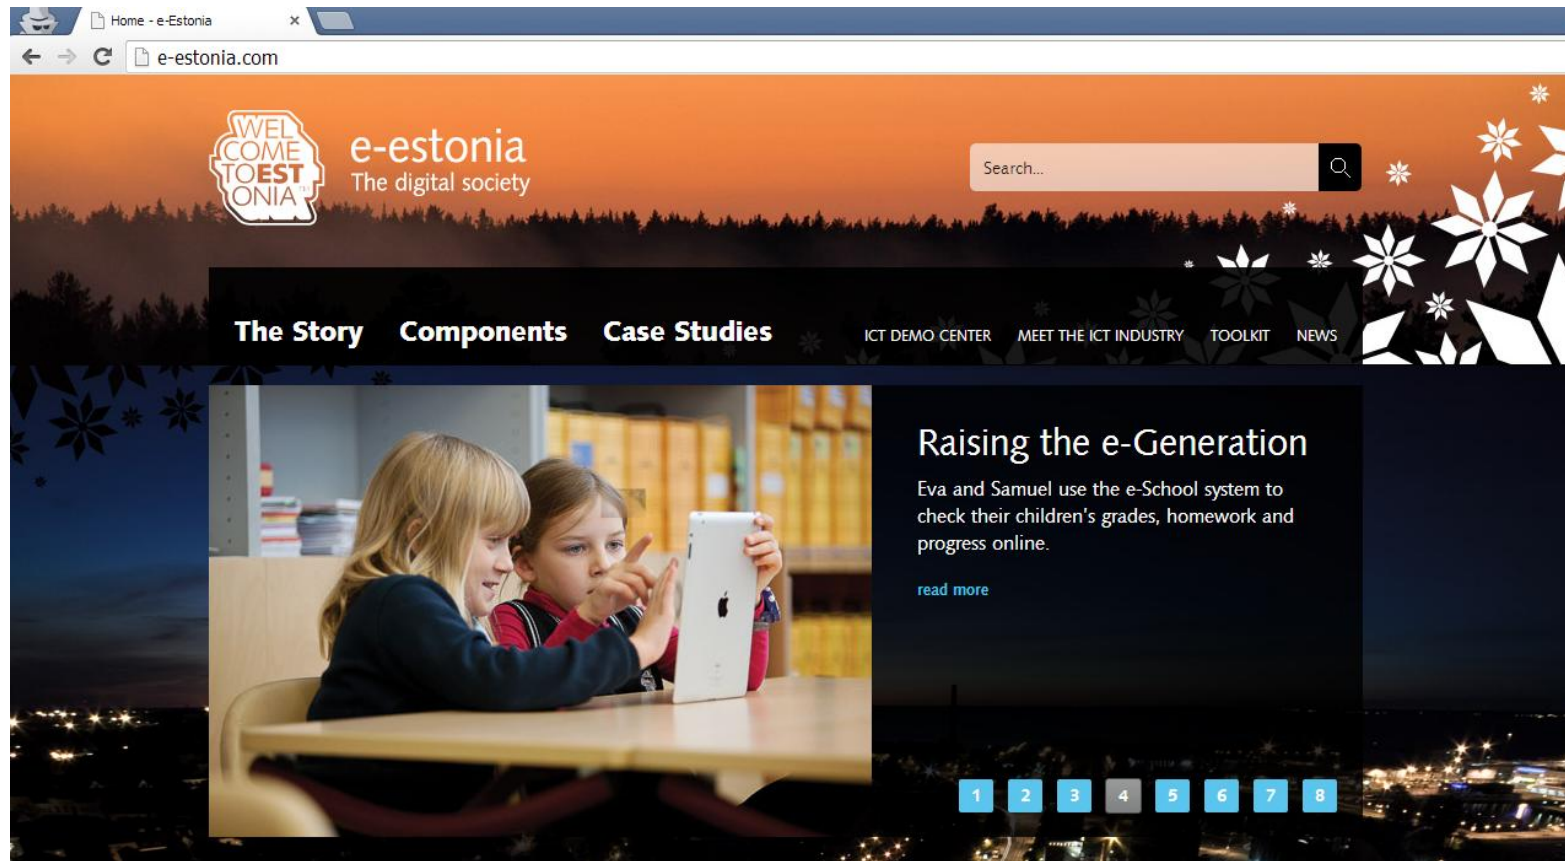 Home - e-Estonia
e-estonia.com
WEL
COME
TOEST
ONIA
e-estonia
The digital society
Search...
The Story Components Case Studies ICT DEMO CENTER MEET THE ICT INDUSTRY TOOLKIT NEWS
Raising the e-Generation
Eva and Samuel use the e-School system to
check their children's grades, homework and
progress online.
read more
1 2 3 4 5 6 7 8